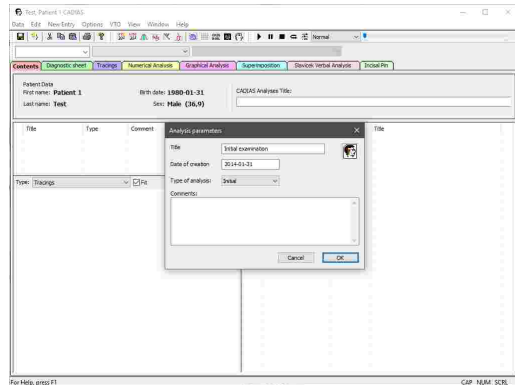 Test, Patient 1 CADIAS
Data Edit New Entry Options VTO View Window Help
Normal
Contents Diagnostic sheet Tracings Numerical Analysis Graphical Analysis Superimposition Slavicek Verbal Analysis Incisal Pin
Patient Data
First name: Patient 1 Birth date: 1980-01-31 CADIAS Analyses Title:
Last name: Test Sex: Male (36,9)
Title Type Comment Title
Analysis parameters
Title Initial examination
Date of creation 2014-01-31
Type of analysis: Initial
Comments:
Cancel OK
Type: Tracings Fit
For Help, press F1 CAP NUM SCRL